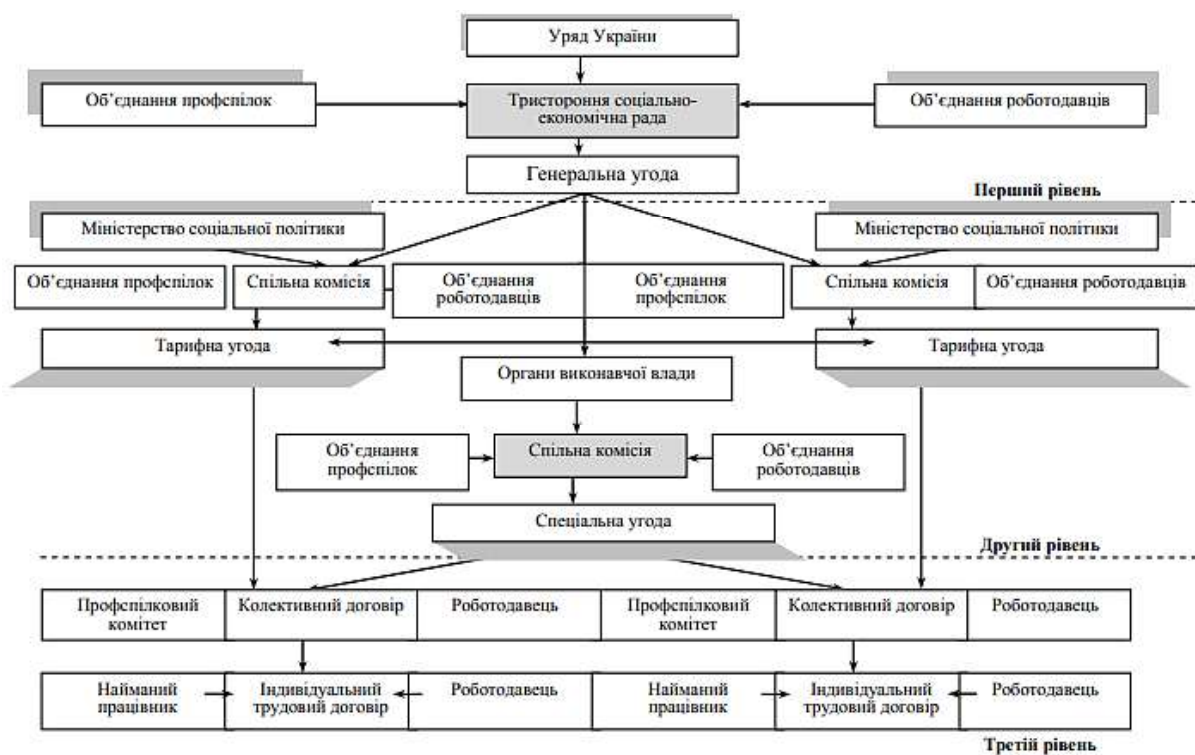 Уряд України
Об’єднання профспілок
Тристороння соціально-
економічна рада
Об’єднання роботодавців
Генеральна угода
Перший рівень
Міністерство соціальної політики
Міністерство соціальної політики
Об’єднання профспілок
Спільна комісія
Об’єднання
роботодавців
Об’єднання
профспілок
Спільна комісія
Об’єднання роботодавців
Тарифна угода
Тарифна угода
Органи виконавчої влади
Об’єднання
профспілок
Спільна комісія
Об’єднання
роботодавців
Спеціальна угода
Другий рівень
Профспілковий
комітет
Колективний договір
Роботодавець
Профспілковий
комітет
Колективний договір
Роботодавець
Найманий
працівник
Індивідуальний
трудовий договір
Роботодавець
Найманий
працівник
Індивідуальний
трудовий договір
Роботодавець
Третій рівень